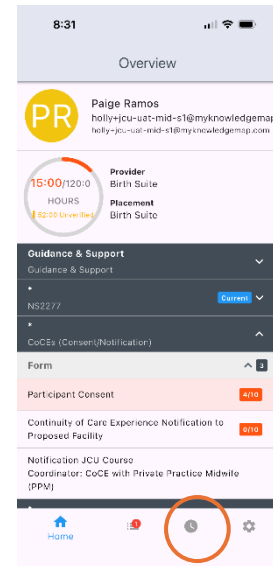 8:31
Overview
PR
Paige Ramos
holly+jcu-uat-mid-s1@myknowledgemap
holly+jcu-uat-mid-s1@myknowledgemap.com
15:00/120:0
HOURS
52:00 Unverified
Provider
Birth Suite
Placement
Birth Suite
Guidance & Support
Guidance & Support
*
NS2277
Current
*
CoCEs (Consent/Notification)
Form
3
Participant Consent
4/10
Continuity of Care Experience Notification to
Proposed Facility
0/10
Notification JCU Course
Coordinator: CoCE with Private Practice Midwife
(PPM)
*
Home